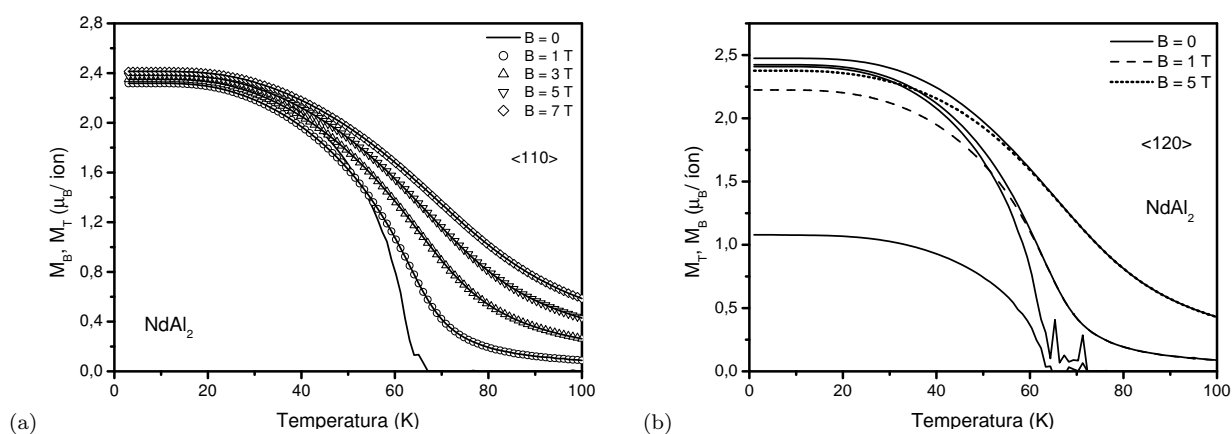 2,8
2,4
2,0
1,6
1,2
0,8
0,4
0,0
M_B, M_T (μ_B/ ion)
B = 0
B = 1 T
B = 3 T
B = 5 T
B = 7 T
<110>
NdAl₂
0 20 40 60 80 100
Temperatura (K)
(a)
3,0
2,5
2,0
1,5
1,0
0,5
0,0
M_T, M_B (μ_B/ íon)
B = 0
B = 1 T
B = 5 T
<120>
NdAl₂
0 20 40 60 80 100
Temperatura (K)
(b)